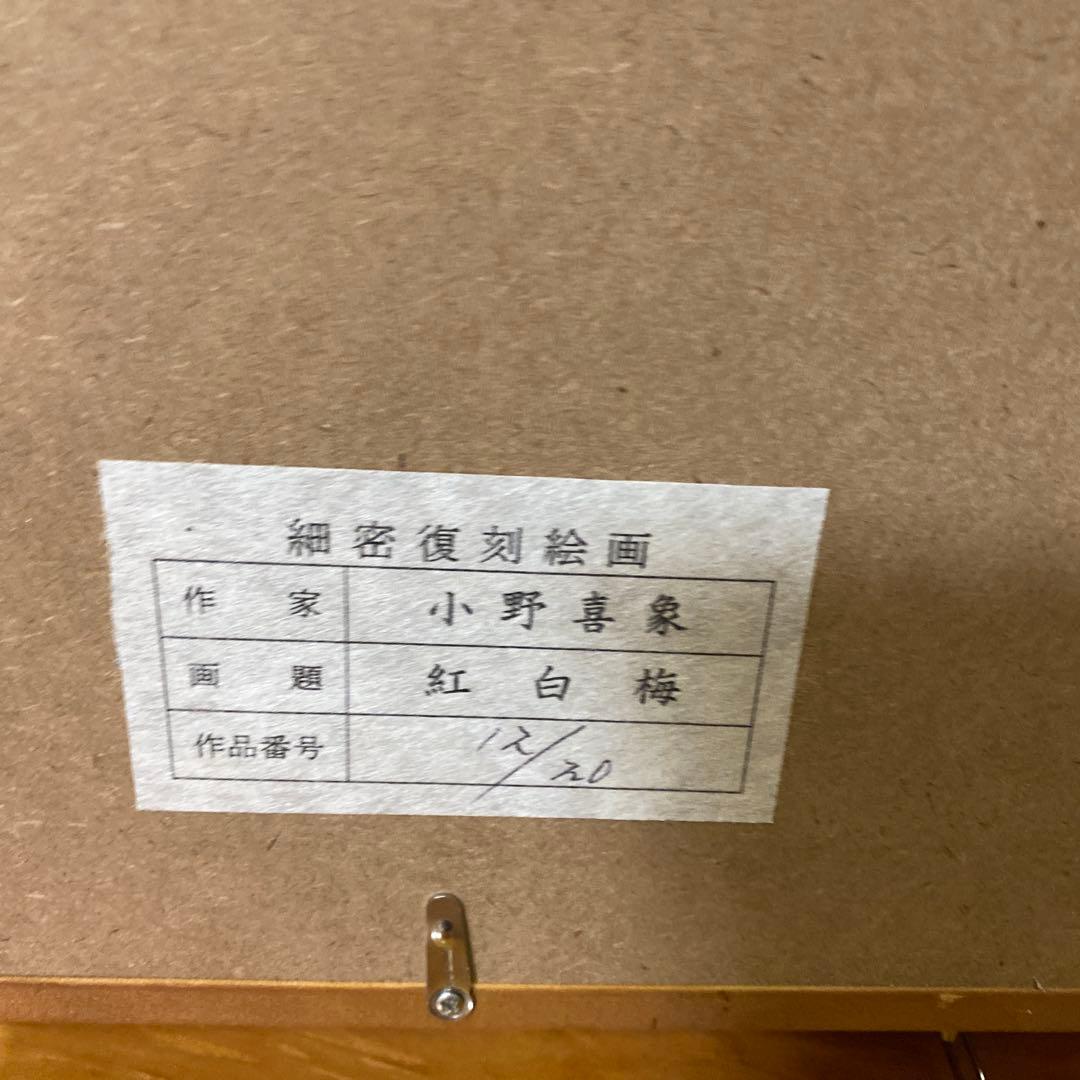 細密復刻絵画
作家 小野喜象
画題 紅白梅
作品番号 12/20